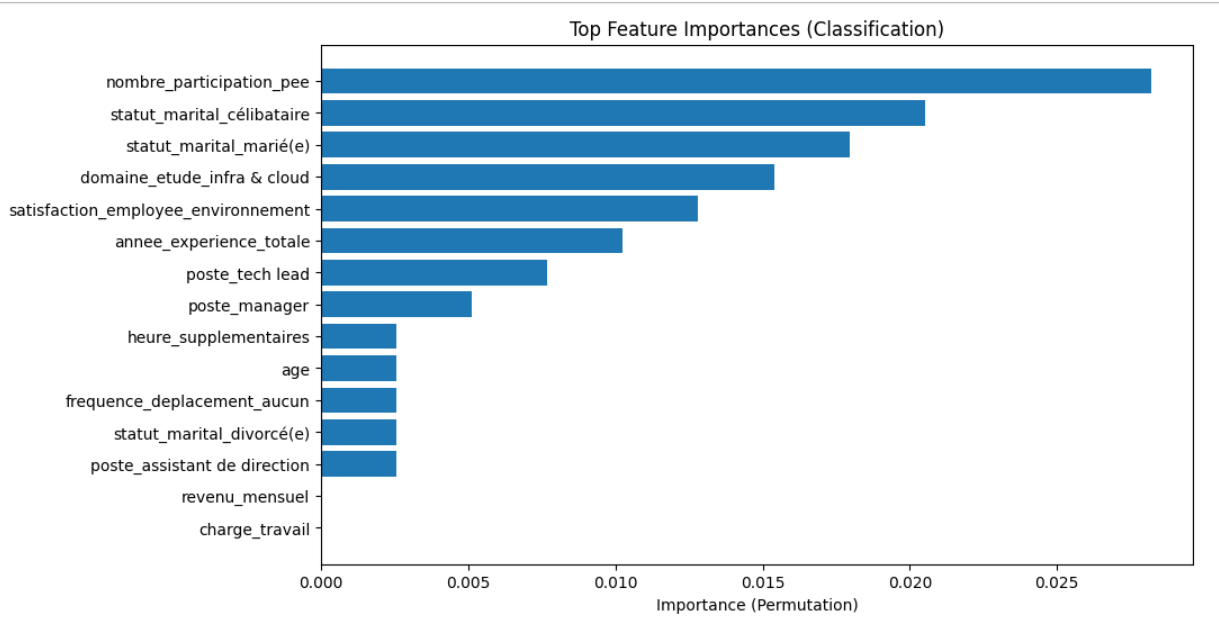 Top Feature Importances (Classification)
nombre_participation_pee
statut_marital_célibataire
statut_marital_marié(e)
domaine_etude_infra & cloud
satisfaction_employee_environnement
annee_experience_totale
poste_tech lead
poste_manager
heure_supplementaires
age
frequence_deplacement_aucun
statut_marital_divorcé(e)
poste_assistant de direction
revenu_mensuel
charge_travail
0.000 0.005 0.010 0.015 0.020 0.025
Importance (Permutation)